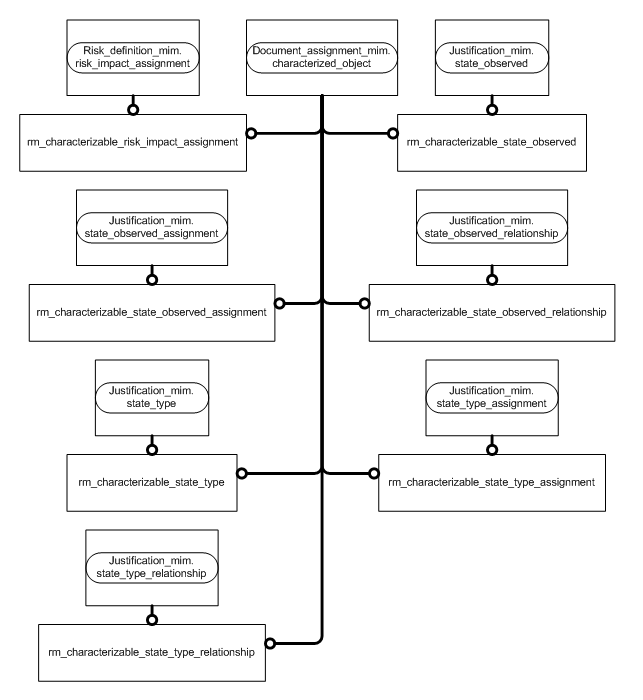 Risk_definition_mim.
risk_impact_assignment
Document_assignment_mim.
characterized_object
Justification_mim.
state_observed
rm_characterizable_risk_impact_assignment
rm_characterizable_state_observed
Justification_mim.
state_observed_assignment
Justification_mim.
state_observed_relationship
rm_characterizable_state_observed_assignment
rm_characterizable_state_observed_relationship
Justification_mim.
state_type
Justification_mim.
state_type_assignment
rm_characterizable_state_type
rm_characterizable_state_type_assignment
Justification_mim.
state_type_relationship
rm_characterizable_state_type_relationship